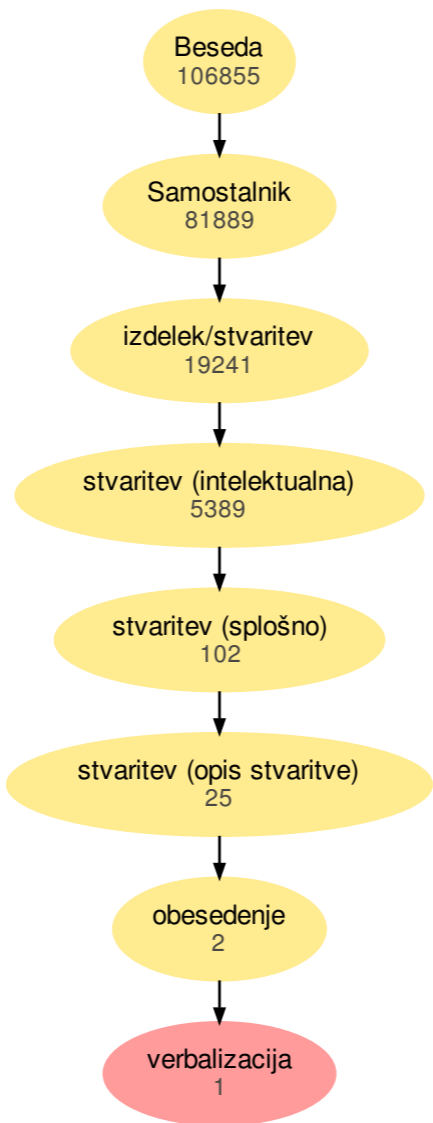 Beseda
106855
Samostalnik
81889
izdelek/stvaritev
19241
stvaritev (intelektualna)
5389
stvaritev (splošno)
102
stvaritev (opis stvaritve)
25
obesedenje
2
verbalizacija
1